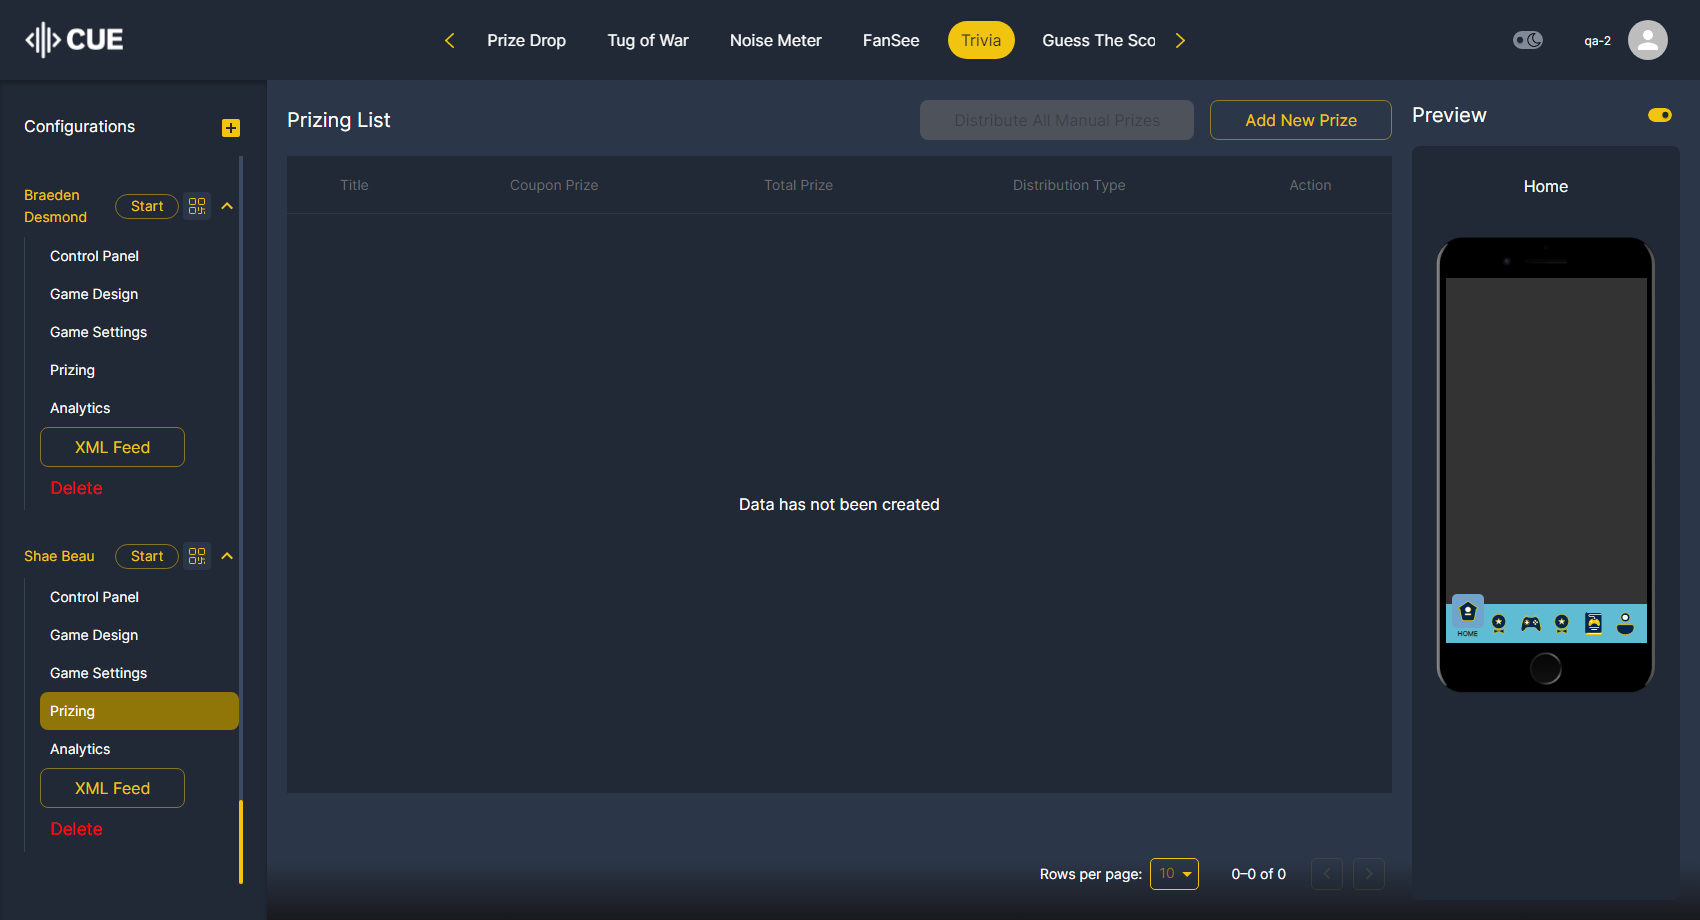 CUE
Prize Drop
Tug of War
Noise Meter
FanSee
Trivia
Guess The Sco
qa-2
Configurations
Braeden
Desmond
Start
Control Panel
Game Design
Game Settings
Prizing
Analytics
XML Feed
Delete
Shae Beau
Start
Control Panel
Game Design
Game Settings
Prizing
Analytics
XML Feed
Delete
Prizing List
Distribute All Manual Prizes
Add New Prize
Title
Coupon Prize
Total Prize
Distribution Type
Action
Data has not been created
Rows per page:
10
0–0 of 0
Preview
Home
HOME